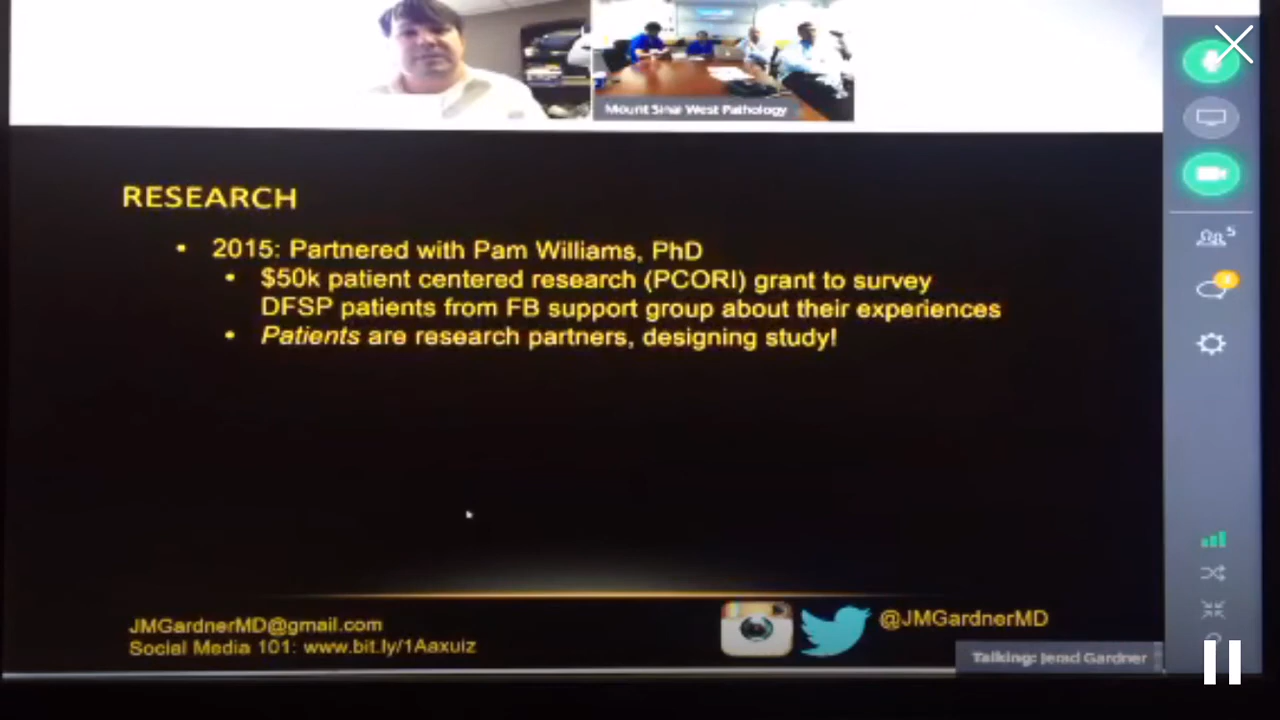 Mount Sinai West Pathology
5
RESEARCH
• 2015: Partnered with Pam Williams, PhD
• $50k patient centered research (PCORI) grant to survey
DFSP patients from FB support group about their experiences
• Patients are research partners, designing study!
JMGardnerMD@gmail.com
@JMGardnerMD
Social Media 101: www.bit.ly/1Aaxuiz
Talking: Jerad Gardner